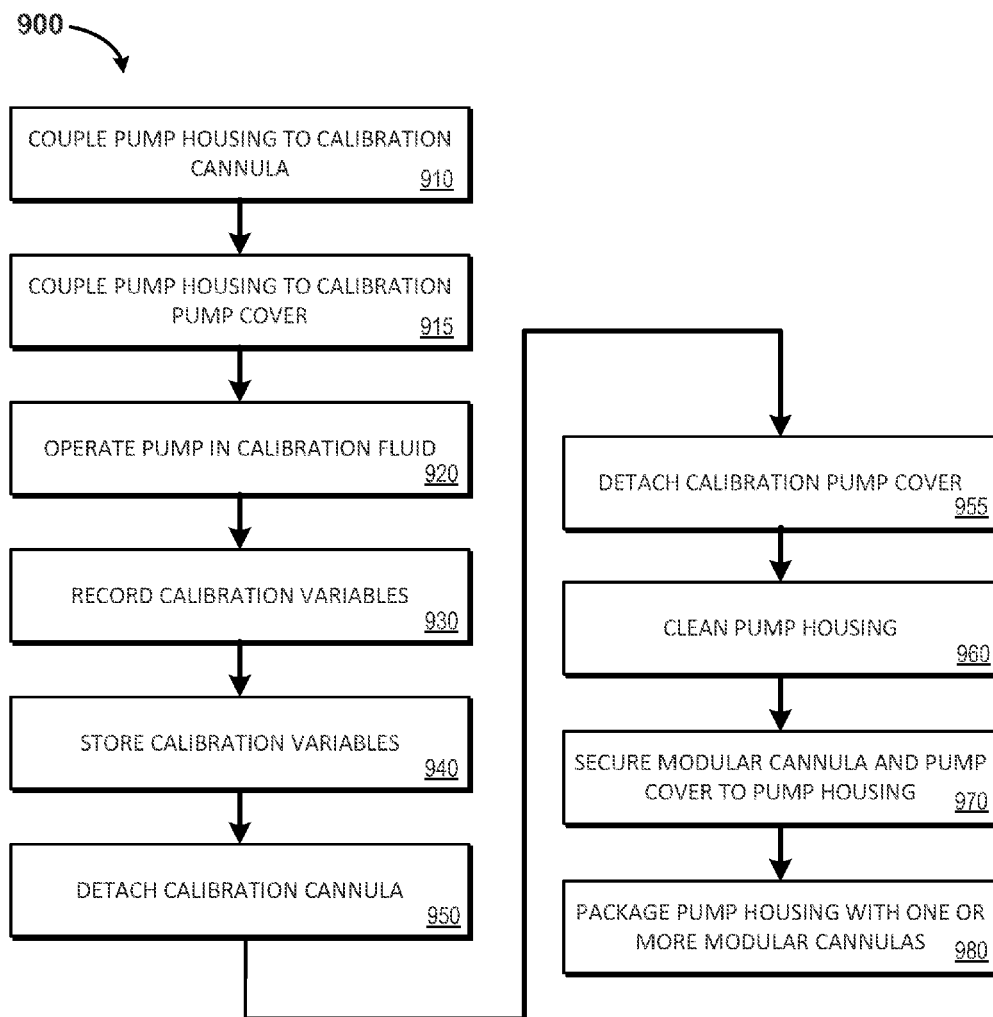 900
COUPLE PUMP HOUSING TO CALIBRATION
CANNULA
910
COUPLE PUMP HOUSING TO CALIBRATION
PUMP COVER
915
OPERATE PUMP IN CALIBRATION FLUID
920
RECORD CALIBRATION VARIABLES
930
STORE CALIBRATION VARIABLES
940
DETACH CALIBRATION CANNULA
950
DETACH CALIBRATION PUMP COVER
955
CLEAN PUMP HOUSING
960
SECURE MODULAR CANNULA AND PUMP
COVER TO PUMP HOUSING
970
PACKAGE PUMP HOUSING WITH ONE OR
MORE MODULAR CANNULAS
980